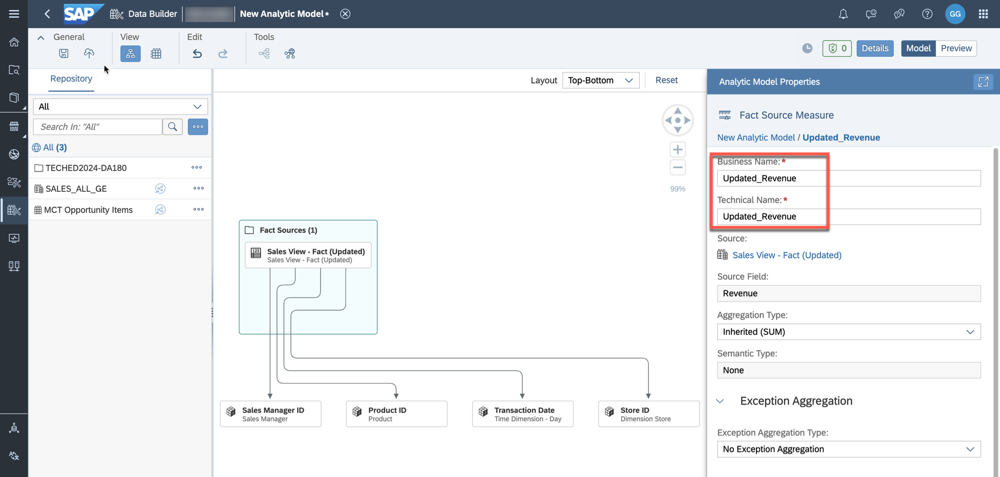 SAP Data Builder New Analytic Model* GG
General View Edit Tools
0 Details Model Preview
Repository
Layout Top-Bottom Reset
All
Search In: "All"
All (3)
TECHED2024-DA180
SALES_ALL_GE
MCT Opportunity Items
99%
Fact Sources (1)
123
Sales View - Fact (Updated)
Sales View - Fact (Updated)
Sales Manager ID
Sales Manager
Product ID
Product
Transaction Date
Time Dimension - Day
Store ID
Dimension Store
Analytic Model Properties
Fact Source Measure
New Analytic Model / Updated_Revenue
Business Name:*
Updated_Revenue
Technical Name:*
Updated_Revenue
Source:
Sales View - Fact (Updated)
Source Field:
Revenue
Aggregation Type:
Inherited (SUM)
Semantic Type:
None
Exception Aggregation
Exception Aggregation Type:
No Exception Aggregation